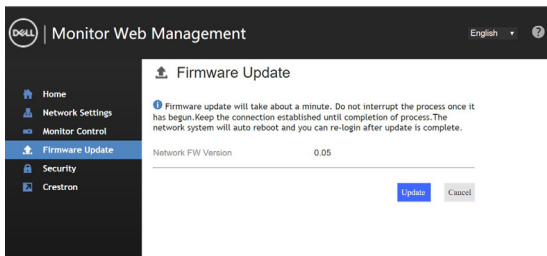 DELL | Monitor Web Management
English
Firmware Update
Home
Network Settings
Monitor Control
Firmware Update
Security
Crestron
Firmware update will take about a minute. Do not interrupt the process once it
has begun.Keep the connection established until completion of process.The
network system will auto reboot and you can re-login after update is complete.
Network FW Version 0.05
Update Cancel